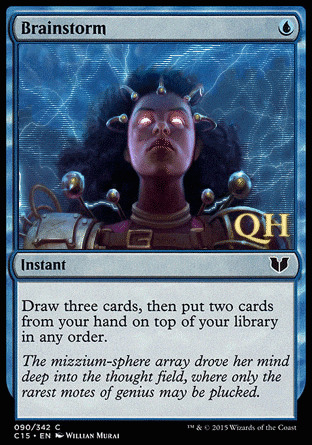 Brainstorm
QH
Instant
Draw three cards, then put two cards
from your hand on top of your library
in any order.
The mizzium-sphere array drove her mind
deep into the thought field, where only the
rarest motes of genius may be plucked.
090/342 C
C15 • EN Willian Murai
™ & © 2015 Wizards of the Coast